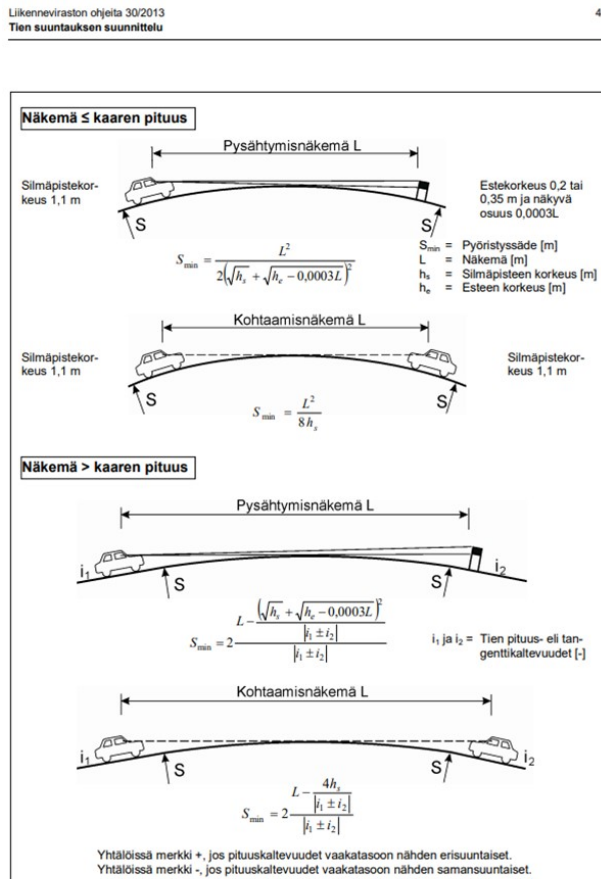 Liikenneviraston ohjeita 30/2013
4
Tien suuntauksen suunnittelu
Näkemä ≤ kaaren pituus
Pysähtymisnäkemä L
Silmäpistekor-
keus 1,1 m
Estekorkeus 0,2 tai
0,35 m ja näkyvä
osuus 0,0003L
S
S
S_min = L² / 2(√h_s + √h_e − 0,0003L)²
S_min = Pyöristyssäde [m]
L = Näkemä [m]
h_s = Silmäpisteen korkeus [m]
h_e = Esteen korkeus [m]
Kohtaamisnäkemä L
Silmäpistekor-
keus 1,1 m
Silmäpistekor-
keus 1,1 m
S
S
S_min = L² / 8h_s
Näkemä > kaaren pituus
Pysähtymisnäkemä L
i₁
S
S
i₂
S_min = 2 (L − (√h_s + √h_e − 0,0003L)² / |i₁ ± i₂|) / |i₁ ± i₂|
i₁ ja i₂ = Tien pituus- eli tan-
genttikaltevuudet [-]
Kohtaamisnäkemä L
i₁
S
S
i₂
S_min = 2 (L − 4h_s / |i₁ ± i₂|) / |i₁ ± i₂|
Yhtälöissä merkki +, jos pituuskaltevuudet vaakatasoon nähden erisuuntaiset.
Yhtälöissä merkki -, jos pituuskaltevuudet vaakatasoon nähden samansuuntaiset.